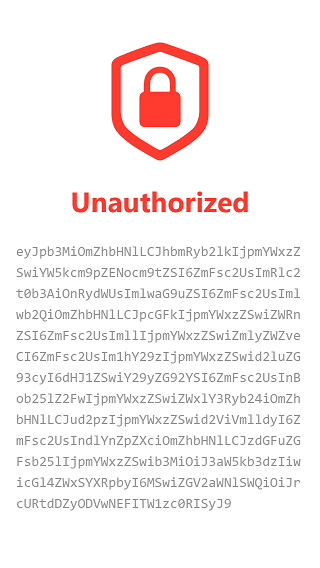 Unauthorized
eyJpb3MiOmZhbHNlLCJhbmRyb2lkIjpmYWxzZ
SwiYW5kcm9pZENocm9tZSI6ZmFsc2UsImRlc2
t0b3AiOnRydWUsImlwaG9uZSI6ZmFsc2UsIml
wb2QiOmZhbHNlLCJpcGFkIjpmYWxzZSwiZWRn
ZSI6ZmFsc2UsImllIjpmYWxzZSwiZmlyZWZve
CI6ZmFsc2UsIm1hY29zIjpmYWxzZSwid2luZG
93cyI6dHJ1ZSwiY29yZG92YSI6ZmFsc2UsInB
ob25lZ2FwIjpmYWxzZSwiZWxlY3Ryb24iOmZh
bHNlLCJud2pzIjpmYWxzZSwid2ViVmlldyI6Z
mFsc2UsIndlYnZpZXciOmZhbHNlLCJzdGFuZG
Fsb25lIjpmYWxzZSwib3MiOiJ3aW5kb3dzIiw
icGl4ZWxSYXRpbyI6MSwiZGV2aWNlSWQiOiJr
cURtdDZyODVwNEFITW1zc0RISyJ9